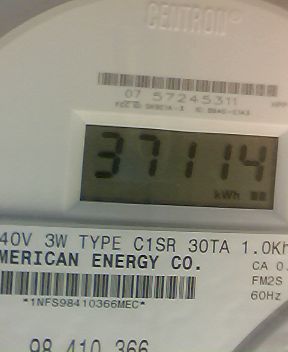 CENTRON®
07 57245311
37114
kWh
40V 3W TYPE C1SR 30TA 1.0Kh
MERICAN ENERGY CO.
CA 0.
FM2S
60Hz
*1NFS98410366MEC*
98 410 366